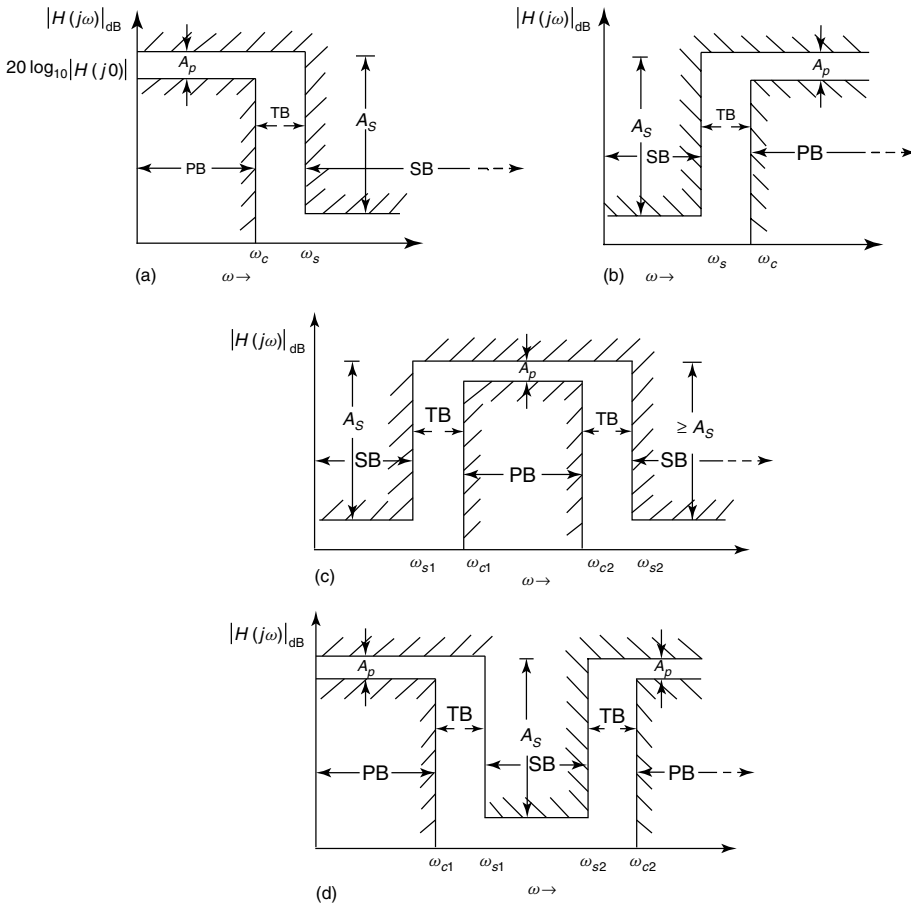 |H(jω)|dB
20 log10|H(j0)|
Ap
AS
TB
PB
SB
ωc ωs
(a) ω→
|H(jω)|dB
Ap
AS
TB
SB
PB
ωs ωc
(b) ω→
|H(jω)|dB
Ap
AS
TB
TB
≥ AS
SB
PB
SB
ωs1 ωc1 ωc2 ωs2
(c) ω→
|H(jω)|dB
Ap
Ap
TB
AS
TB
PB
SB
PB
ωc1 ωs1 ωs2 ωc2
(d) ω→